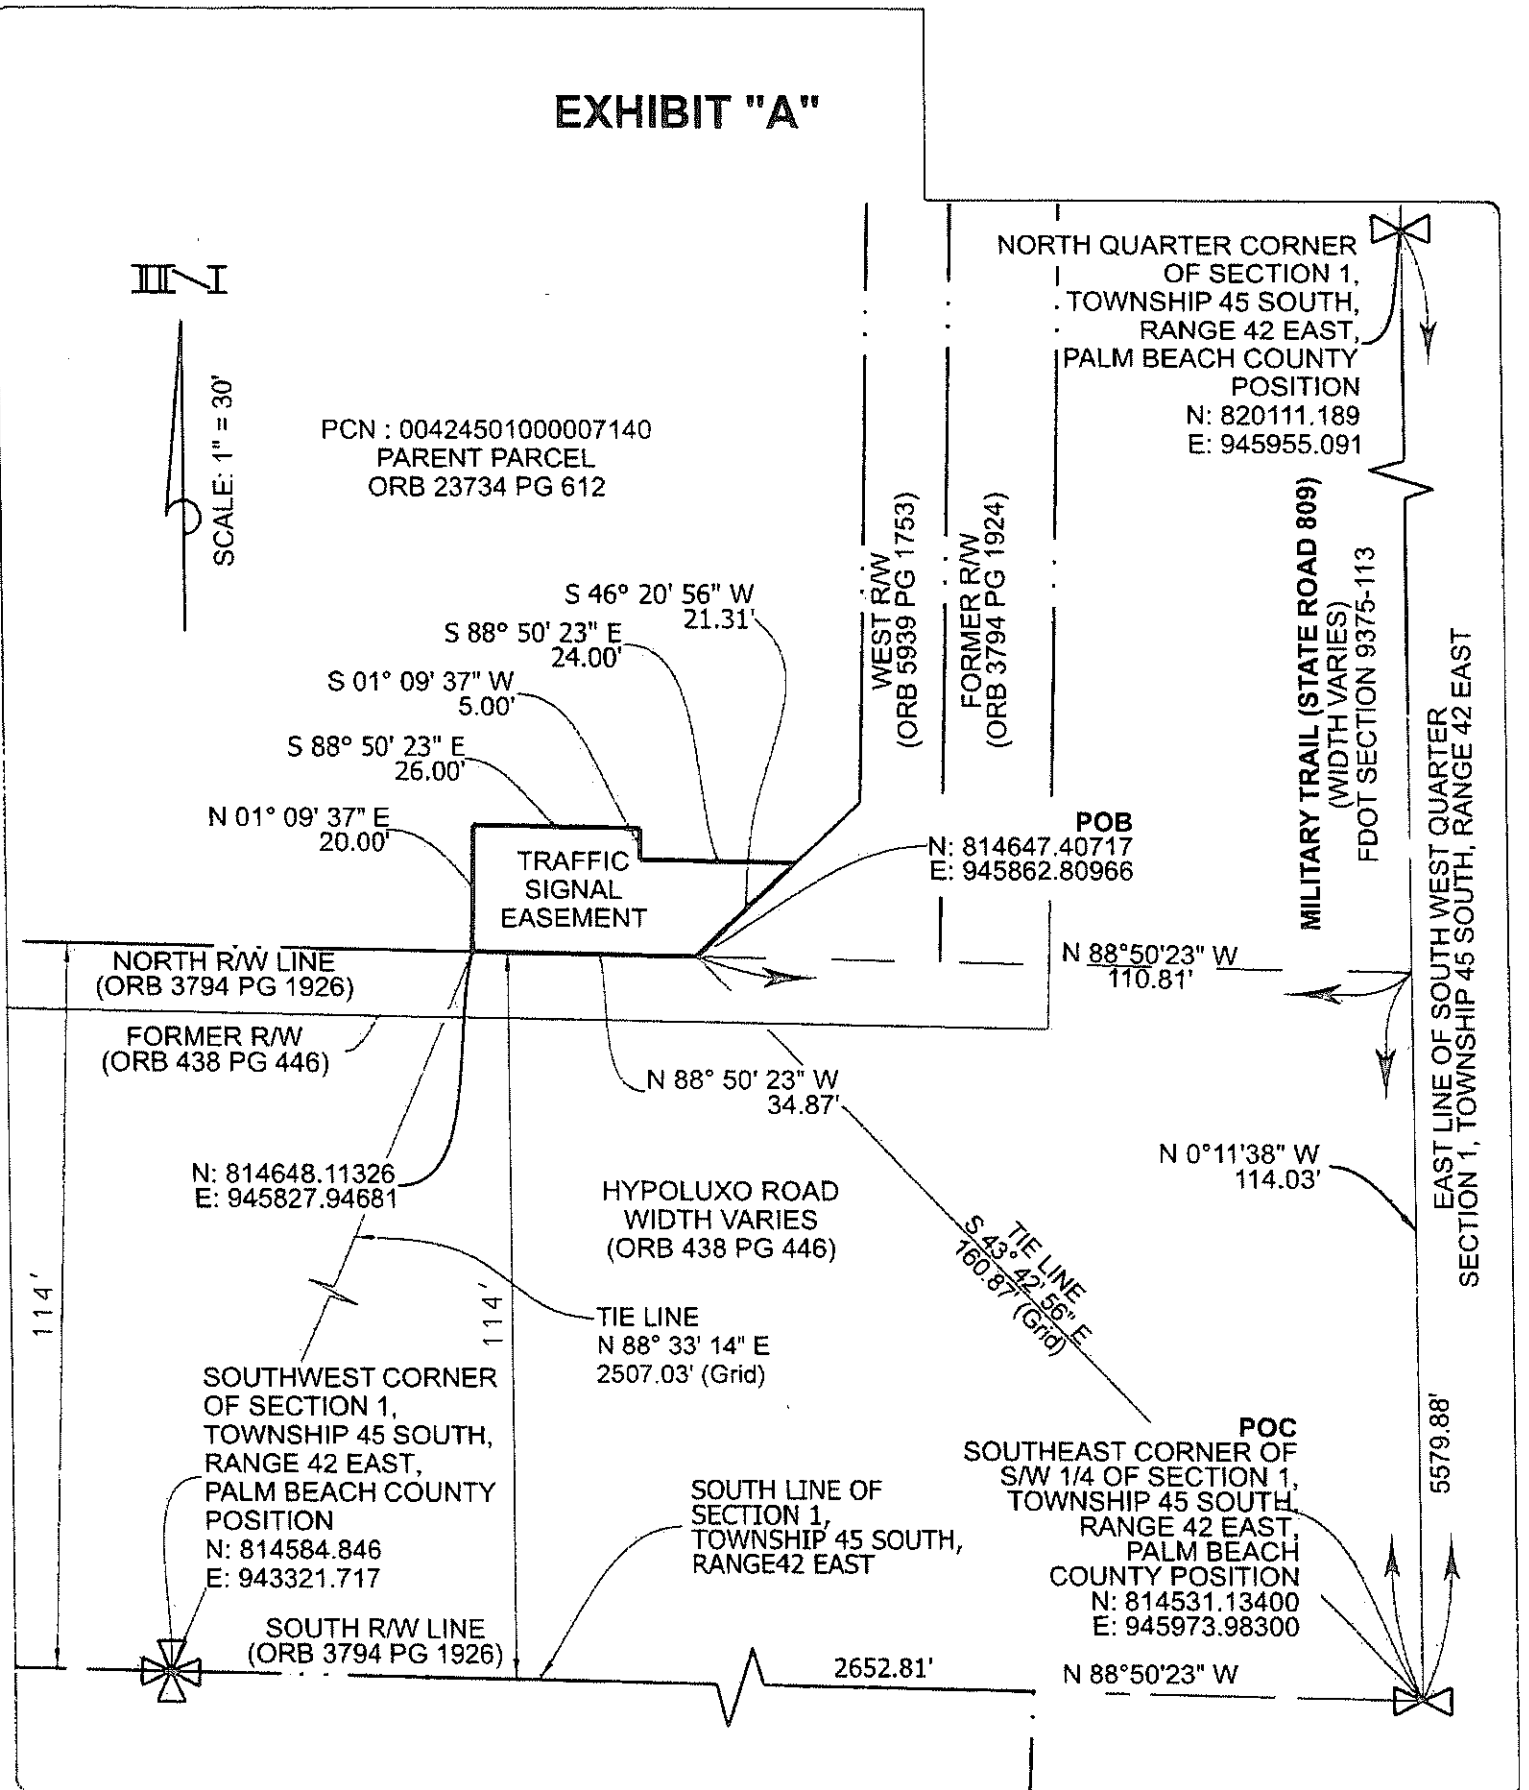 EXHIBIT "A"
NORTH QUARTER CORNER
OF SECTION 1,
TOWNSHIP 45 SOUTH,
RANGE 42 EAST,
PALM BEACH COUNTY
POSITION
N: 820111.189
E: 945955.091
N
SCALE: 1" = 30'
PCN : 00424501000007140
PARENT PARCEL
ORB 23734 PG 612
WEST R/W
(ORB 5939 PG 1753)
FORMER R/W
(ORB 3794 PG 1924)
MILITARY TRAIL (STATE ROAD 809)
(WIDTH VARIES)
FDOT SECTION 9375-113
EAST LINE OF SOUTH WEST QUARTER
SECTION 1, TOWNSHIP 45 SOUTH, RANGE 42 EAST
S 46° 20' 56" W
21.31'
S 88° 50' 23" E
24.00'
S 01° 09' 37" W
5.00'
S 88° 50' 23" E
26.00'
N 01° 09' 37" E
20.00'
TRAFFIC
SIGNAL
EASEMENT
POB
N: 814647.40717
E: 945862.80966
NORTH R/W LINE
(ORB 3794 PG 1926)
N 88°50'23" W
110.81'
FORMER R/W
(ORB 438 PG 446)
N 88° 50' 23" W
34.87'
N: 814648.11326
E: 945827.94681
HYPOLUXO ROAD
WIDTH VARIES
(ORB 438 PG 446)
N 0°11'38" W
114.03'
TIE LINE
S 43° 42' 56" E
160.87' (Grid)
114'
114'
TIE LINE
N 88° 33' 14" E
2507.03' (Grid)
SOUTHWEST CORNER
OF SECTION 1,
TOWNSHIP 45 SOUTH,
RANGE 42 EAST,
PALM BEACH COUNTY
POSITION
N: 814584.846
E: 943321.717
SOUTH LINE OF
SECTION 1,
TOWNSHIP 45 SOUTH,
RANGE42 EAST
POC
SOUTHEAST CORNER OF
S/W 1/4 OF SECTION 1,
TOWNSHIP 45 SOUTH,
RANGE 42 EAST,
PALM BEACH
COUNTY POSITION
N: 814531.13400
E: 945973.98300
5579.88'
SOUTH R/W LINE
(ORB 3794 PG 1926)
2652.81'
N 88°50'23" W